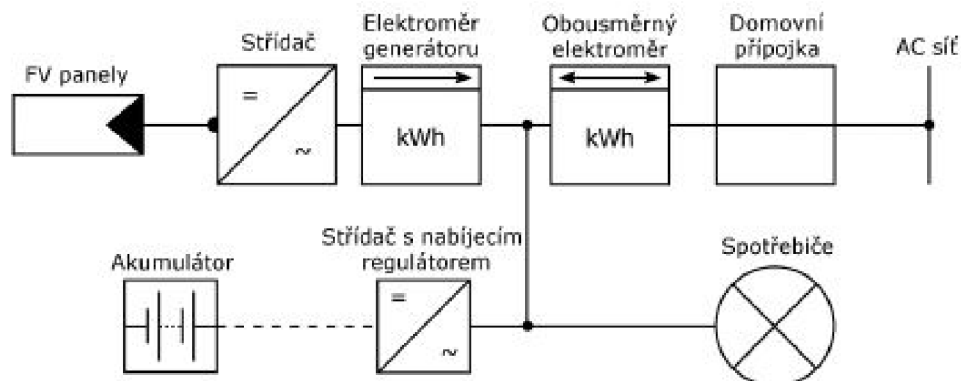 FV panely
Střídač
=
~
Elektroměr
generátoru
kWh
Obousměrný
elektroměr
kWh
Domovní
přípojka
AC síť
Akumulátor
Střídač s nabíjecím
regulátorem
=
~
Spotřebiče